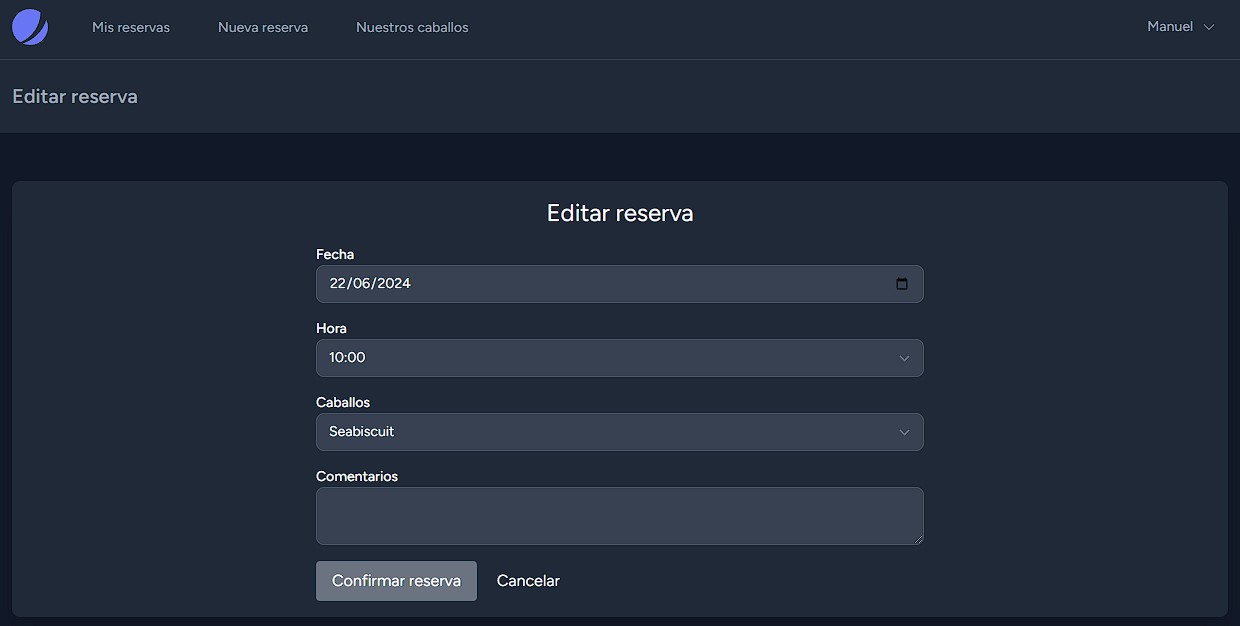 Mis reservas
Nueva reserva
Nuestros caballos
Manuel
Editar reserva
Editar reserva
Fecha
22/06/2024
Hora
10:00
Caballos
Seabiscuit
Comentarios
Confirmar reserva
Cancelar